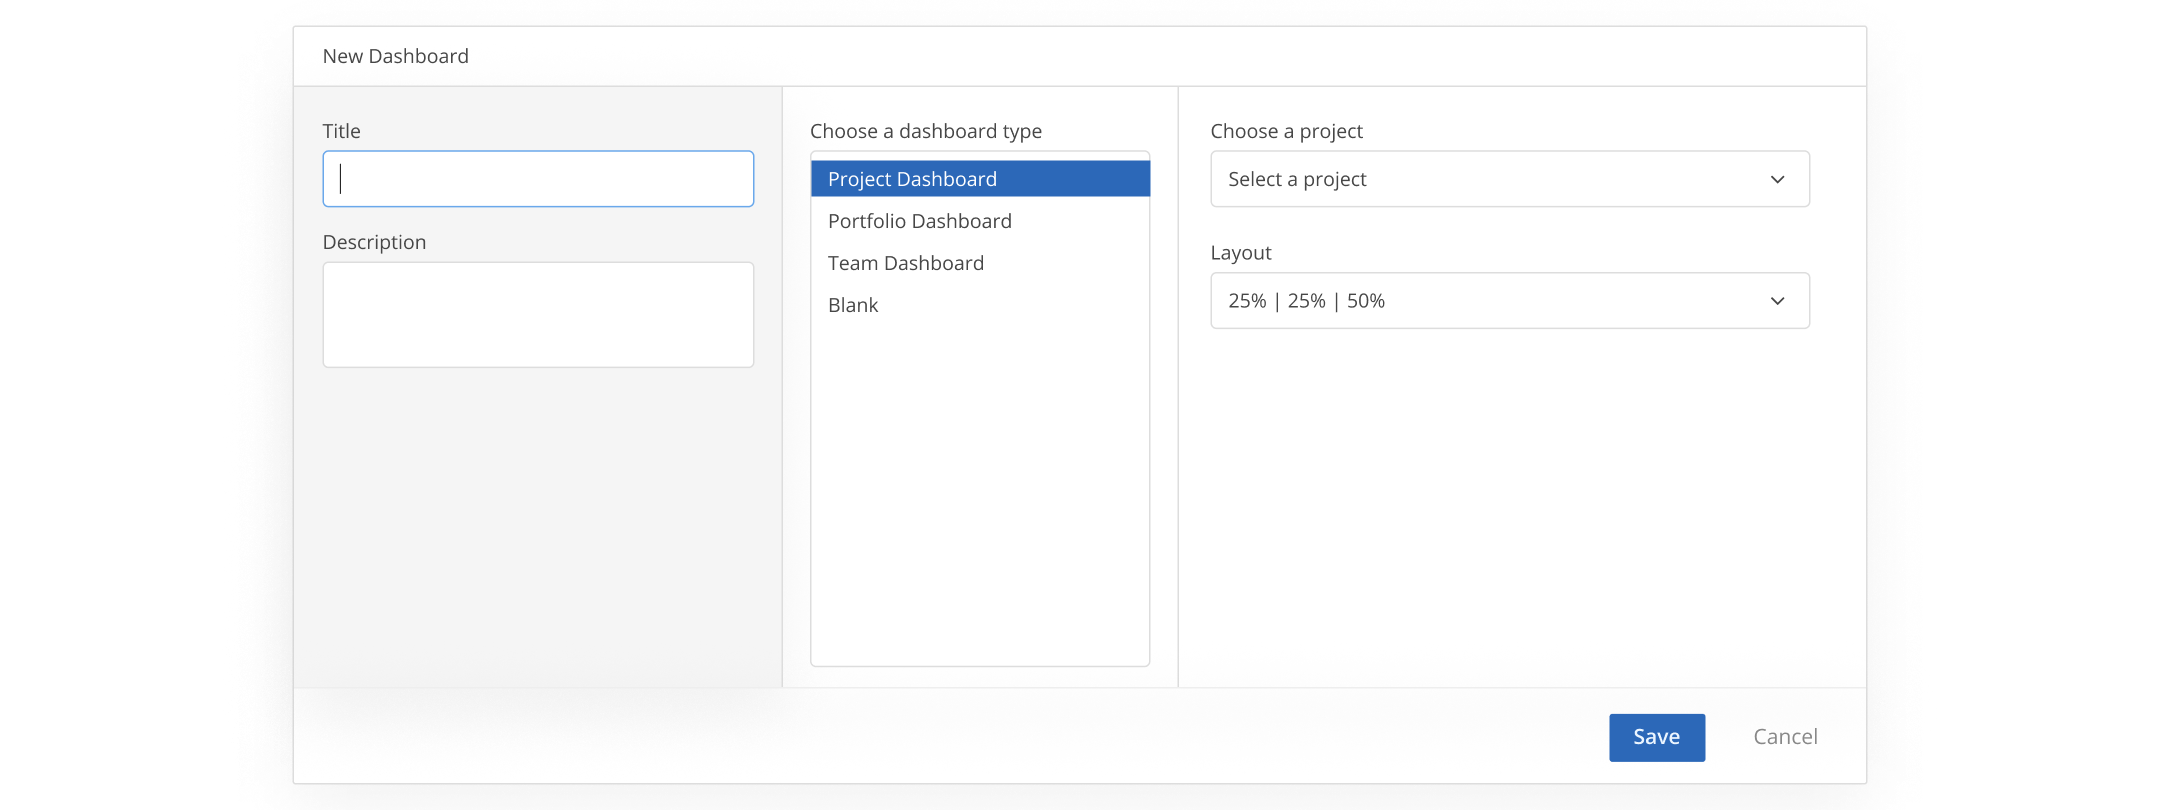 New Dashboard
Title
Description
Choose a dashboard type
Project Dashboard
Portfolio Dashboard
Team Dashboard
Blank
Choose a project
Select a project
Layout
25% | 25% | 50%
Save
Cancel